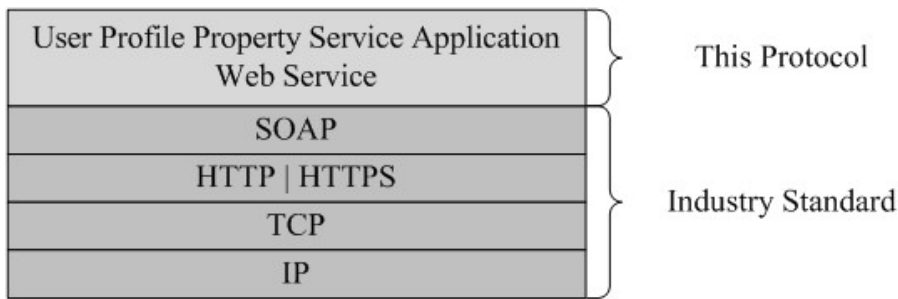 User Profile Property Service Application
Web Service
This Protocol
SOAP
HTTP | HTTPS
TCP
IP
Industry Standard